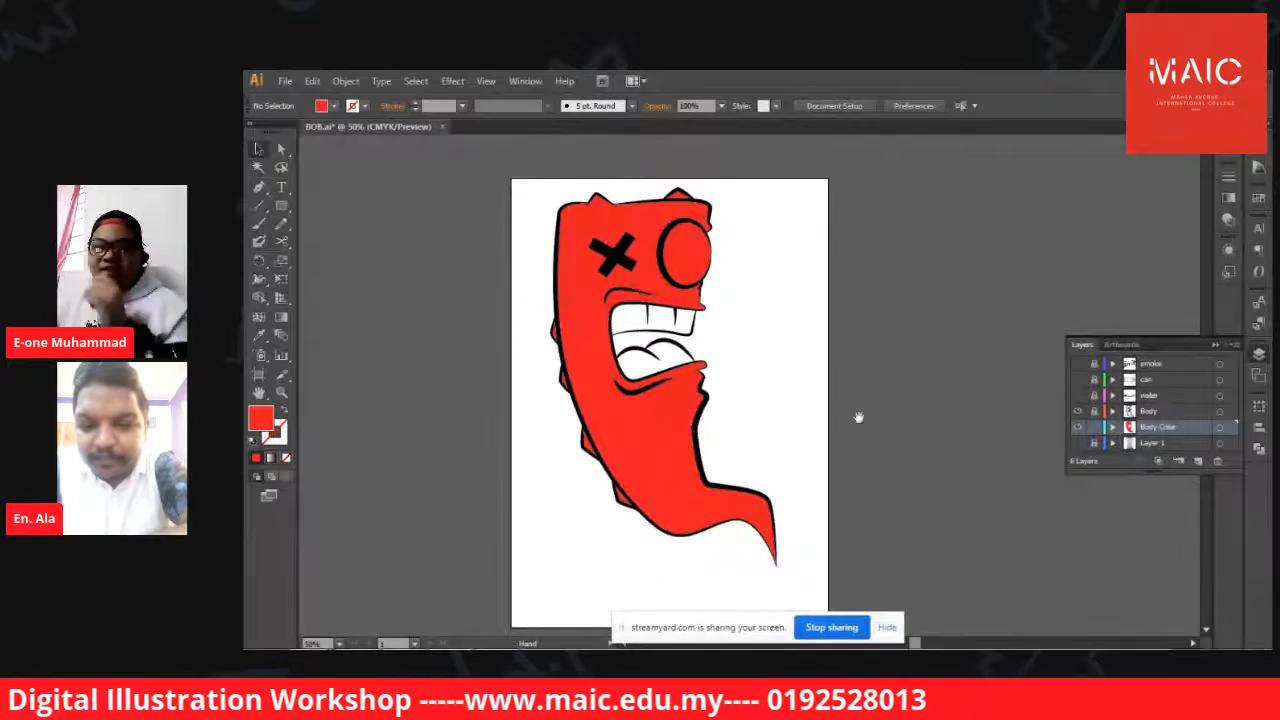 MAIC
MAHSA AVENUE
INTERNATIONAL COLLEGE
Ai File Edit Object Type Select Effect View Window Help Br
No Selection Stroke: 5 pt. Round Opacity: 100% Style: Document Setup Preferences
BOB.ai* @ 50% (CMYK/Preview) ×
E-one Muhammad
En. Ala
Layers Artboards
smoke
can
water
Body
Body Color
Layer 1
6 Layers
streamyard.com is sharing your screen. Stop sharing Hide
50% 1 Hand
Digital Illustration Workshop -----www.maic.edu.my---- 0192528013